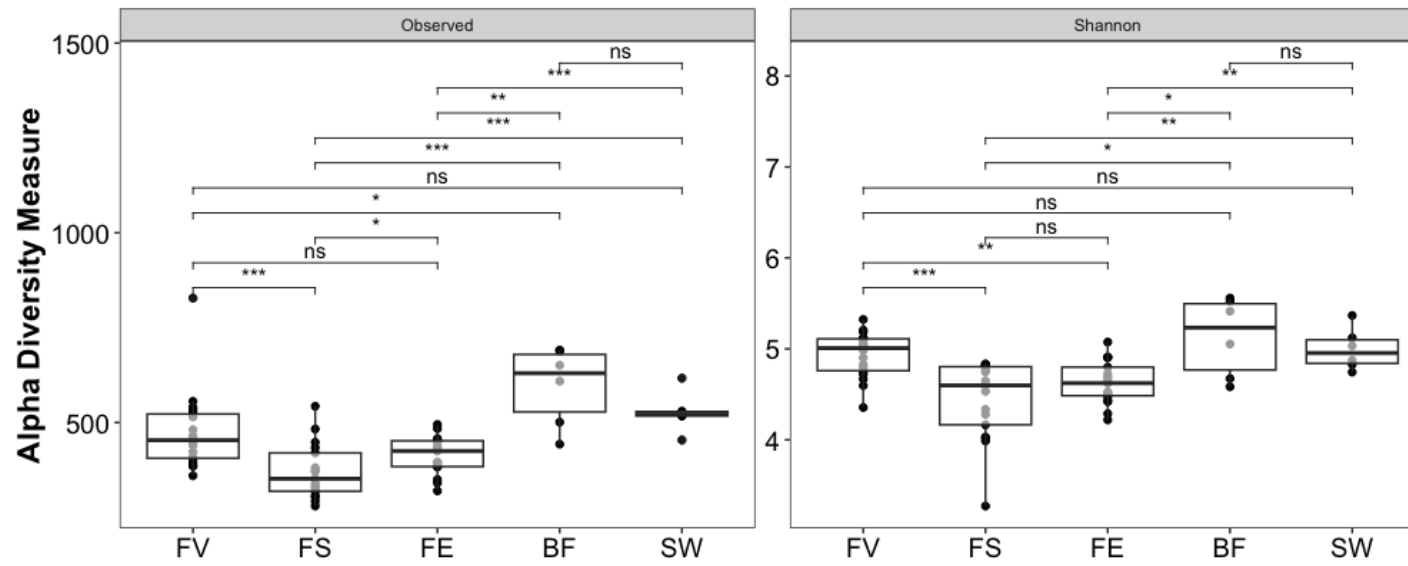 Observed
Shannon
Alpha Diversity Measure
1500
1000
500
ns
***
**
***
***
ns
*
*
ns
***
FV FS FE BF SW
8
7
6
5
4
ns
**
*
**
*
ns
ns
ns
**
***
FV FS FE BF SW